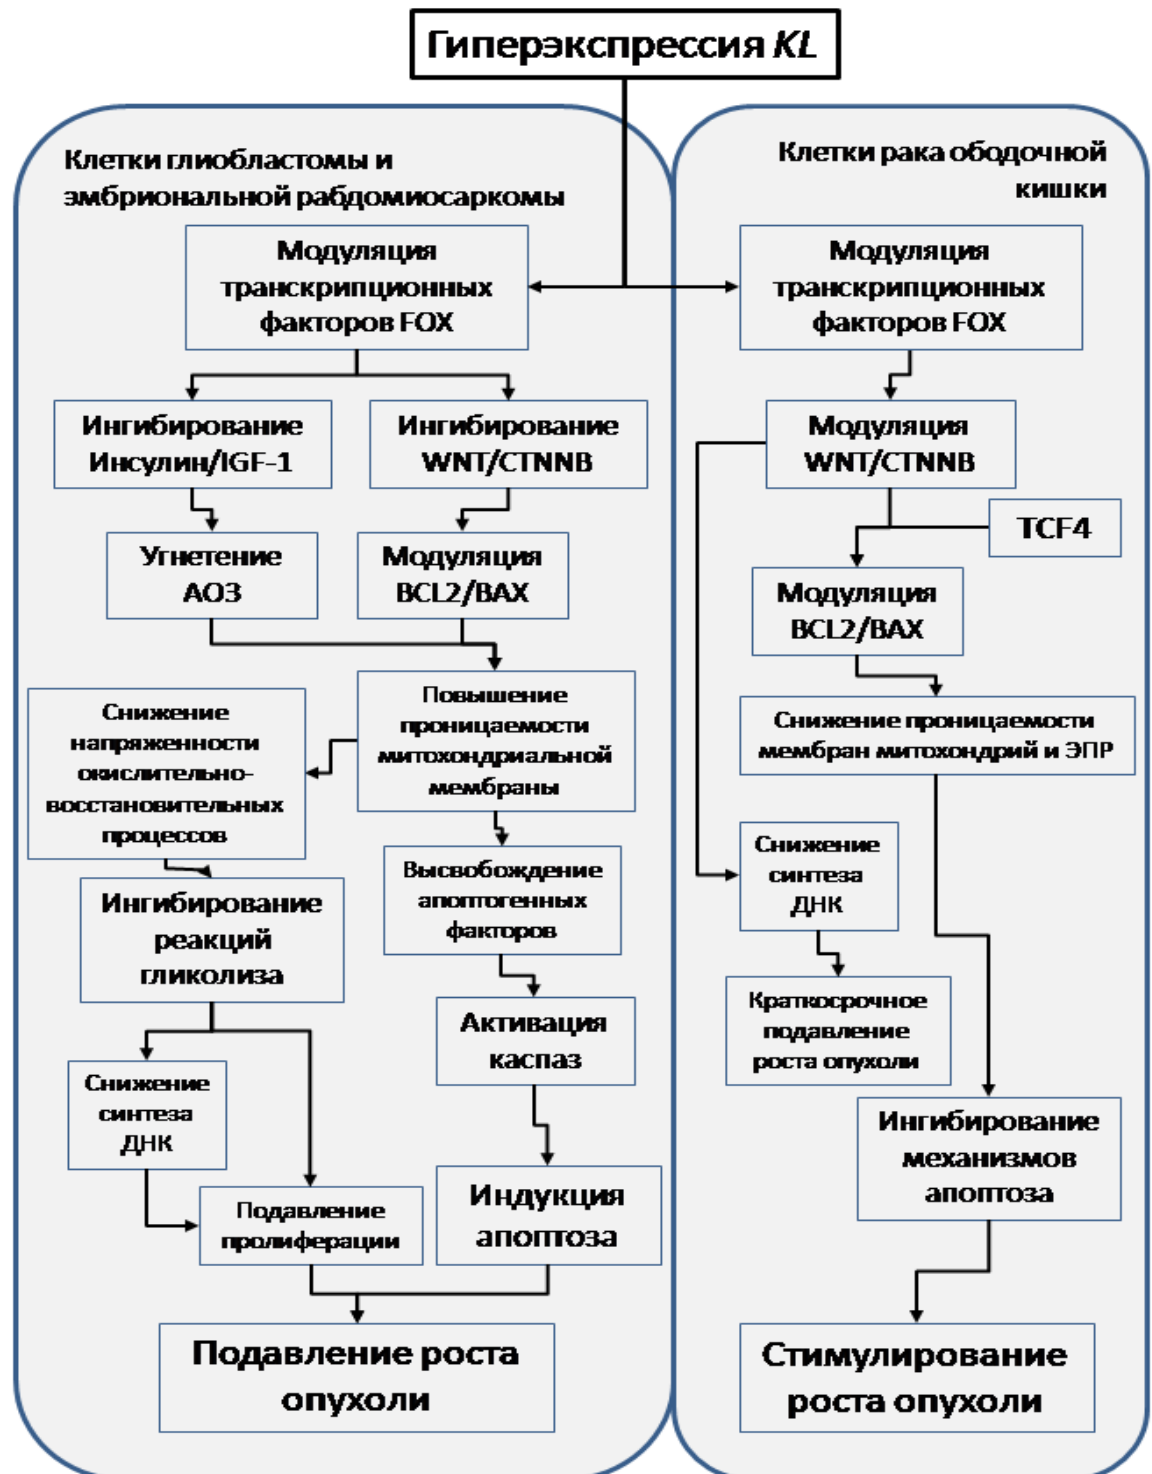 Гиперэкспрессия KL
Клетки глиобластомы и
эмбриональной рабдомиосаркомы
Модуляция
транскрипционных
факторов FOX
Ингибирование
Инсулин/IGF-1
Ингибирование
WNT/CTNNB
Угнетение
АОЗ
Модуляция
BCL2/BAX
Повышение
проницаемости
митохондриальной
мембраны
Снижение
напряженности
окислительно-
восстановительных
процессов
Высвобождение
апоптогенных
факторов
Ингибирование
реакций
гликолиза
Активация
каспаз
Снижение
синтеза
ДНК
Подавление
пролиферации
Индукция
апоптоза
Подавление роста
опухоли
Клетки рака ободочной
кишки
Модуляция
транскрипционных
факторов FOX
Модуляция
WNT/CTNNB
TCF4
Модуляция
BCL2/BAX
Снижение проницаемости
мембран митохондрий и ЭПР
Снижение
синтеза
ДНК
Краткосрочное
подавление
роста опухоли
Ингибирование
механизмов
апоптоза
Стимулирование
роста опухоли